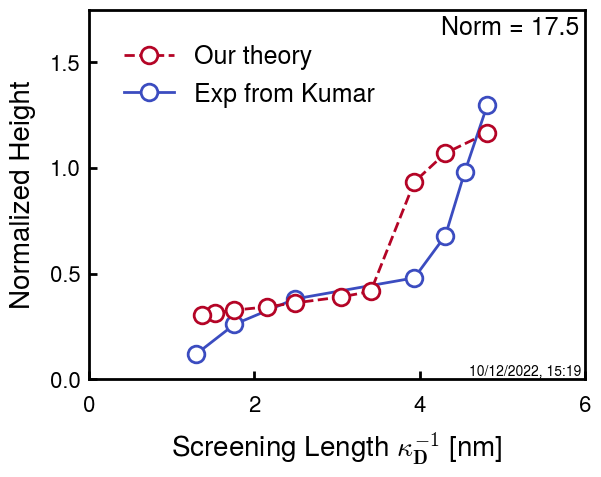 Norm = 17.5
Our theory
Exp from Kumar
Normalized Height
1.5
1.0
0.5
0.0
10/12/2022, 15:19
0 2 4 6
Screening Length κ_D^{-1} [nm]